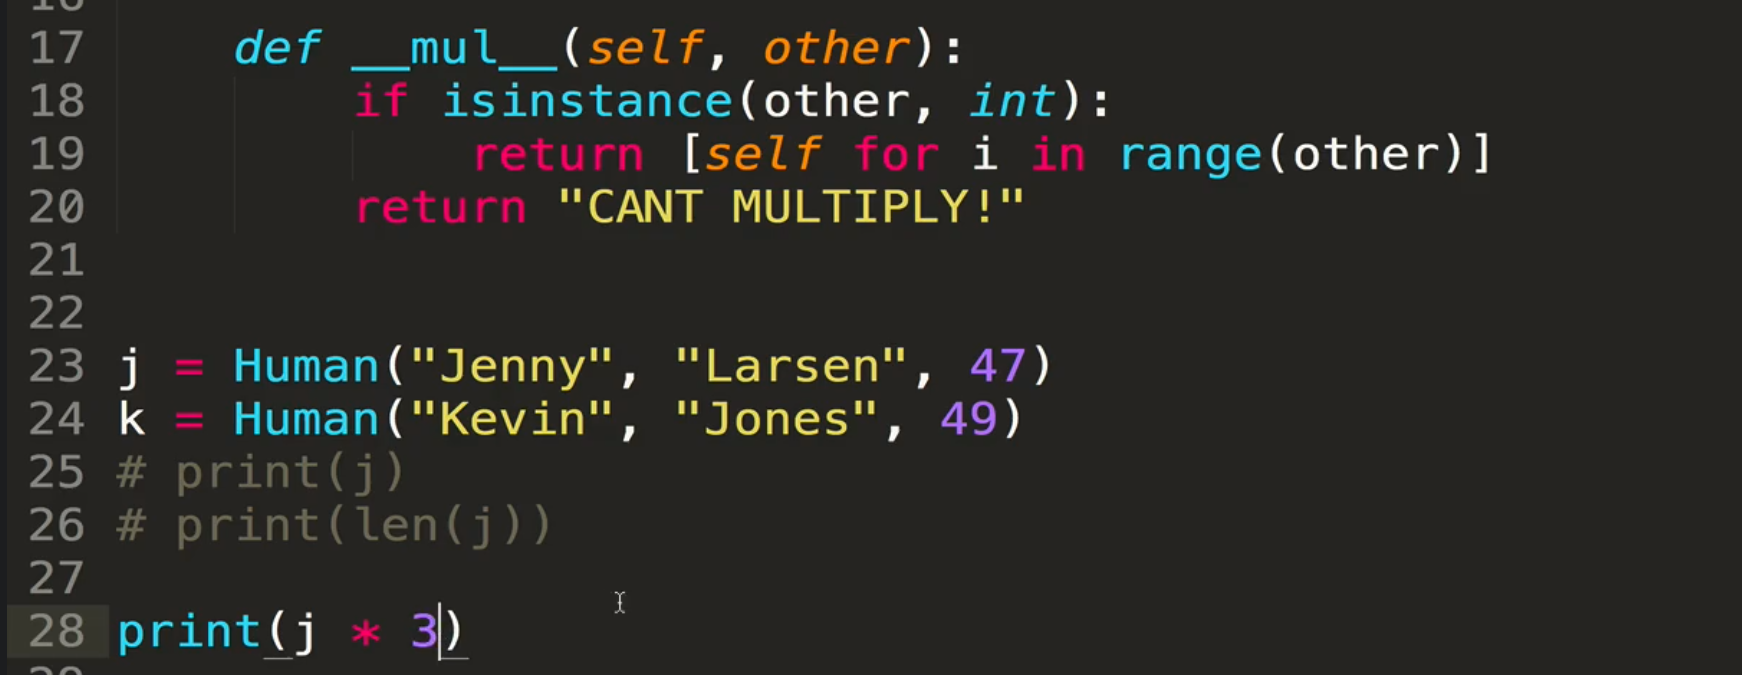 16
17 def __mul__(self, other):
18 if isinstance(other, int):
19 return [self for i in range(other)]
20 return "CANT MULTIPLY!"
21
22
23 j = Human("Jenny", "Larsen", 47)
24 k = Human("Kevin", "Jones", 49)
25 # print(j)
26 # print(len(j))
27
28 print(j * 3)